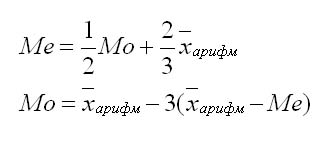 Me = 1/2 Mo + 2/3 x̄арифм
Mo = x̄арифм − 3(x̄арифм − Me)